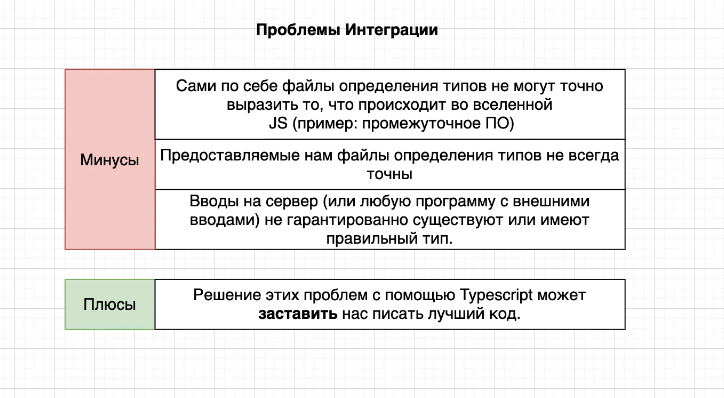 Проблемы Интеграции
Минусы
Сами по себе файлы определения типов не могут точно
выразить то, что происходит во вселенной
JS (пример: промежуточное ПО)
Предоставляемые нам файлы определения типов не всегда
точны
Вводы на сервер (или любую программу с внешними
вводами) не гарантированно существуют или имеют
правильный тип.
Плюсы
Решение этих проблем с помощью Typescript может
заставить нас писать лучший код.